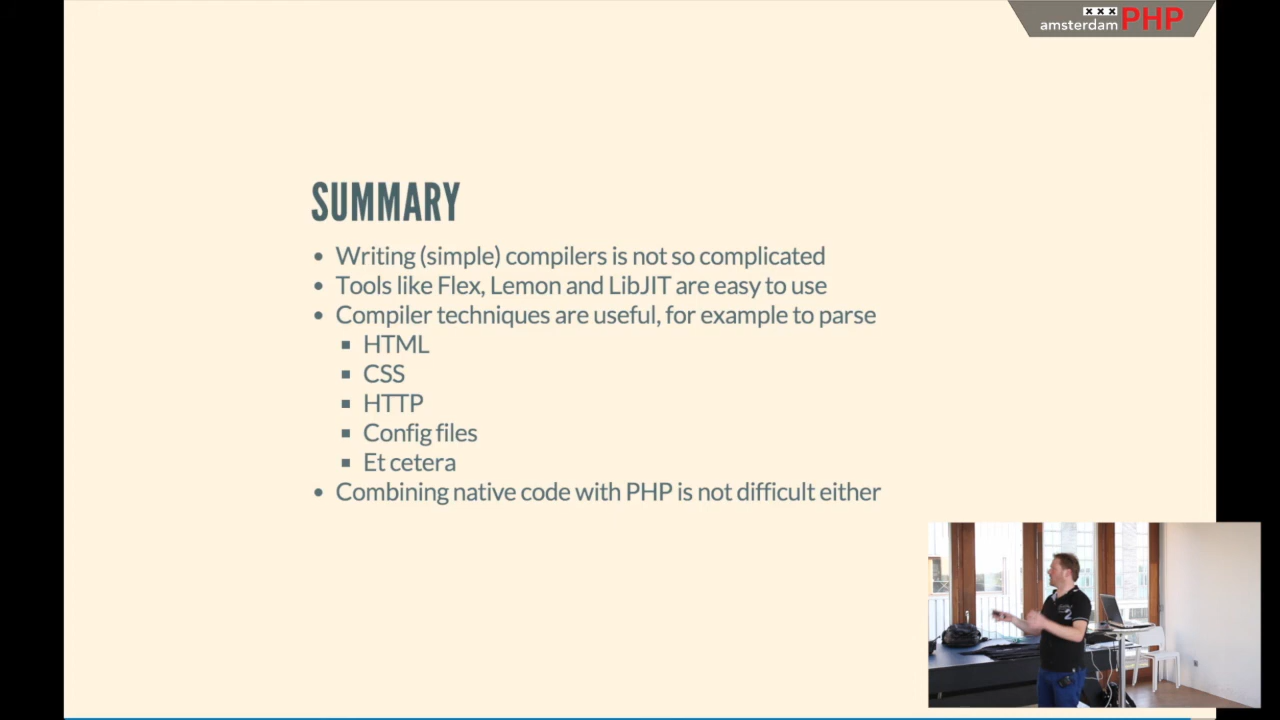 xxx
amsterdam PHP
SUMMARY
• Writing (simple) compilers is not so complicated
• Tools like Flex, Lemon and LibJIT are easy to use
• Compiler techniques are useful, for example to parse
▪ HTML
▪ CSS
▪ HTTP
▪ Config files
▪ Et cetera
• Combining native code with PHP is not difficult either
2